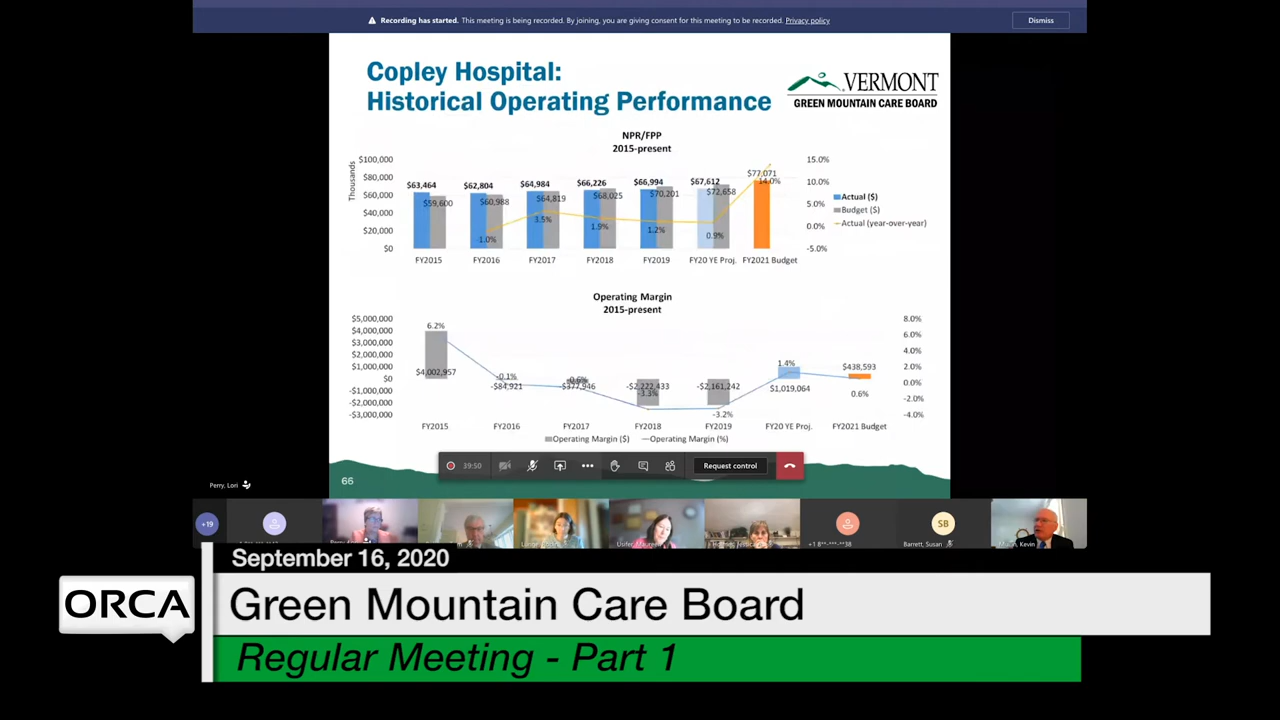 Recording has started. This meeting is being recorded. By joining, you are giving consent for this meeting to be recorded. Privacy policy
Dismiss
Copley Hospital:
Historical Operating Performance
VERMONT
GREEN MOUNTAIN CARE BOARD
NPR/FPP
2015-present
Thousands
$100,000
$80,000
$60,000
$40,000
$20,000
$0
$63,464
$62,804
$64,984
$66,226
$66,994
$67,612
$77,071
$59,600
$60,988
$64,819
$68,025
$70,201
$72,658
14.0%
1.0%
3.5%
1.9%
1.2%
0.9%
15.0%
10.0%
5.0%
0.0%
-5.0%
Actual ($)
Budget ($)
Actual (year-over-year)
FY2015
FY2016
FY2017
FY2018
FY2019
FY20 YE Proj.
FY2021 Budget
Operating Margin
2015-present
$5,000,000
$4,000,000
$3,000,000
$2,000,000
$1,000,000
$0
-$1,000,000
-$2,000,000
-$3,000,000
6.2%
$4,002,957
-0.1%
-$84,921
-0.6%
-$377,946
-$2,222,433
-3.3%
-$2,161,242
-3.2%
1.4%
$1,019,064
$438,593
0.6%
8.0%
6.0%
4.0%
2.0%
0.0%
-2.0%
-4.0%
FY2015
FY2016
FY2017
FY2018
FY2019
FY20 YE Proj.
FY2021 Budget
Operating Margin ($)
Operating Margin (%)
39:50
Request control
66
Perry, Lori
+19
SB
Barrett, Susan
Kevin
September 16, 2020
ORCA
Green Mountain Care Board
Regular Meeting - Part 1